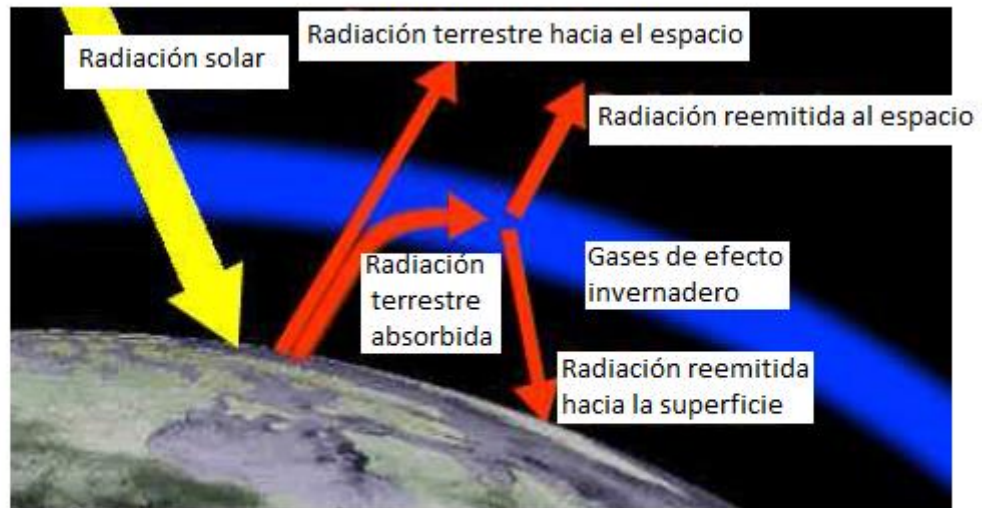 Radiación solar
Radiación terrestre hacia el espacio
Radiación reemitida al espacio
Radiación
terrestre
absorbida
Gases de efecto
invernadero
Radiación reemitida
hacia la superficie